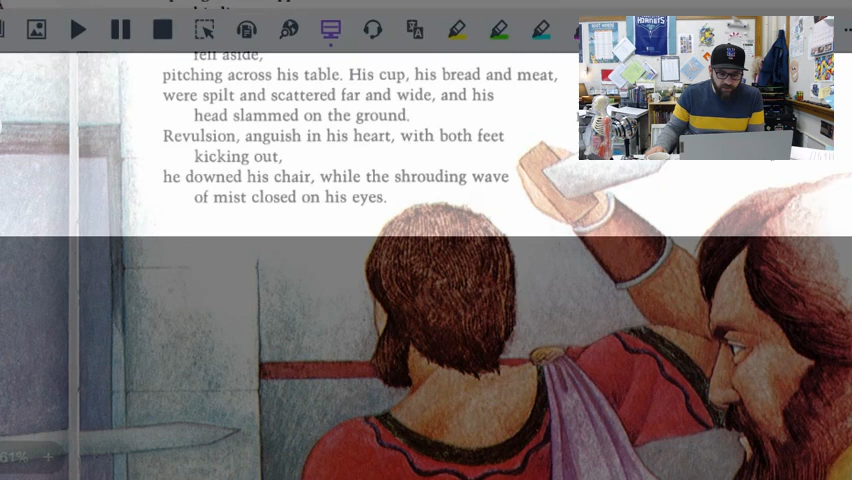 fell aside,
pitching across his table. His cup, his bread and meat,
were spilt and scattered far and wide, and his
head slammed on the ground.
Revulsion, anguish in his heart, with both feet
kicking out,
he downed his chair, while the shrouding wave
of mist closed on his eyes.
HORNETS
61%